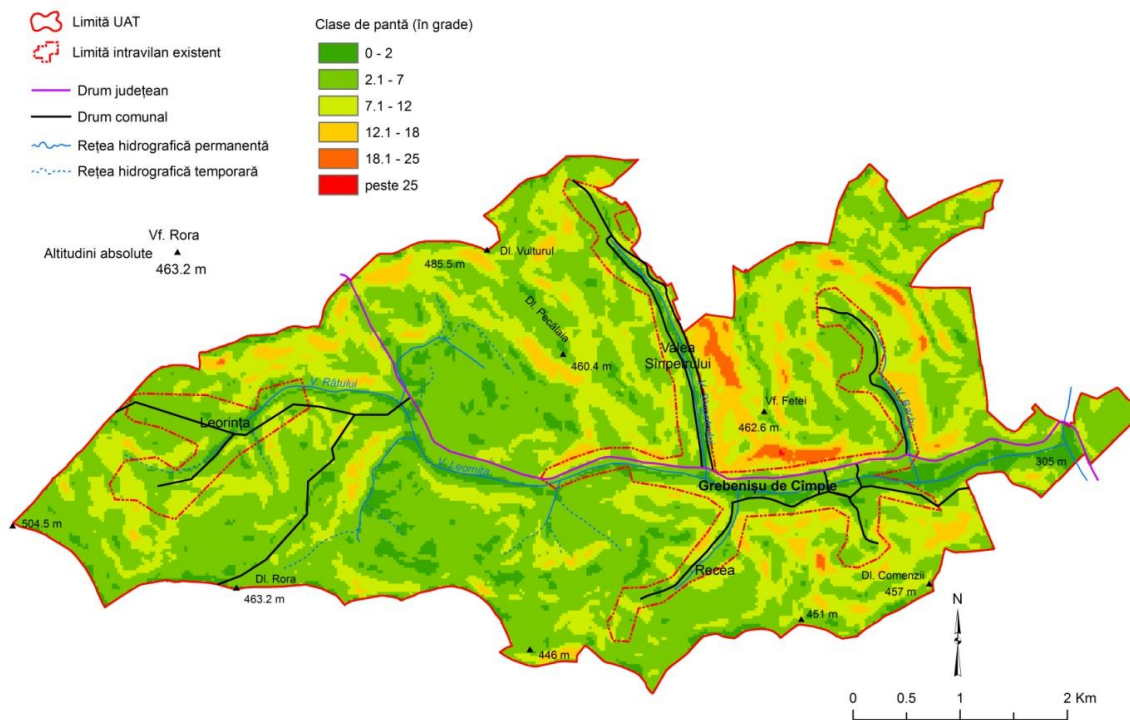 Limită UAT
Limită intravilan existent
Drum județean
Drum comunal
Rețea hidrografică permanentă
Rețea hidrografică temporară
Clase de pantă (în grade)
0 - 2
2.1 - 7
7.1 - 12
12.1 - 18
18.1 - 25
peste 25
Vf. Rora
Altitudini absolute
463.2 m
485.5 m
Dl. Vulturul
Dl. Pecălaia
460.4 m
Valea
Sînpetrului
Vf. Fetei
462.6 m
V. Râtului
Leorința
V. Leornița
Grebenișu de Cîmpie
305 m
504.5 m
Dl. Rora
463.2 m
Recea
Dl. Comenzii
457 m
451 m
446 m
N
0 0.5 1 2 Km